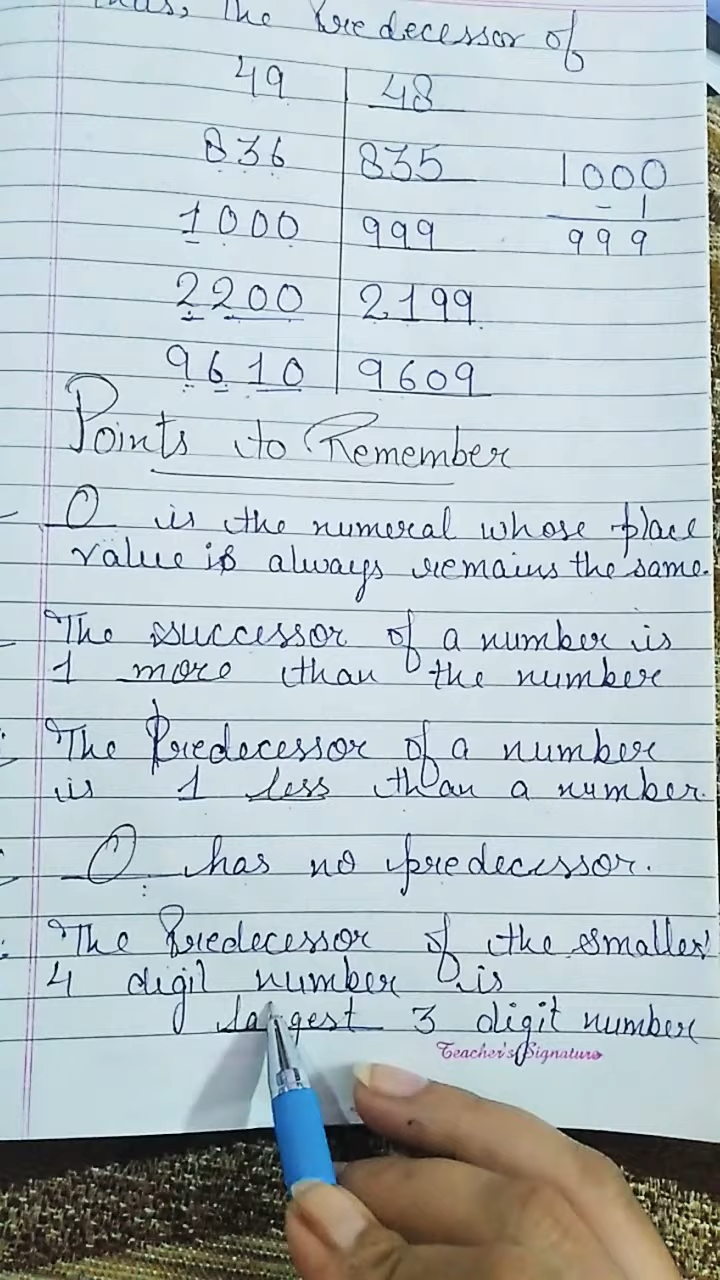 Thus, The Predecessor of
49 | 48
836 | 835 1000
- 1
1000 | 999 999
2200 | 2199
9610 | 9609
Points to Remember
0 is the numeral whose place
value is always remains the same.
The successor of a number is
1 more than the number
The Predecessor of a number
is 1 less than a number.
0 has no predecessor.
The Predecessor of the smallest
4 digit number is
largest 3 digit number
Teacher's Signature